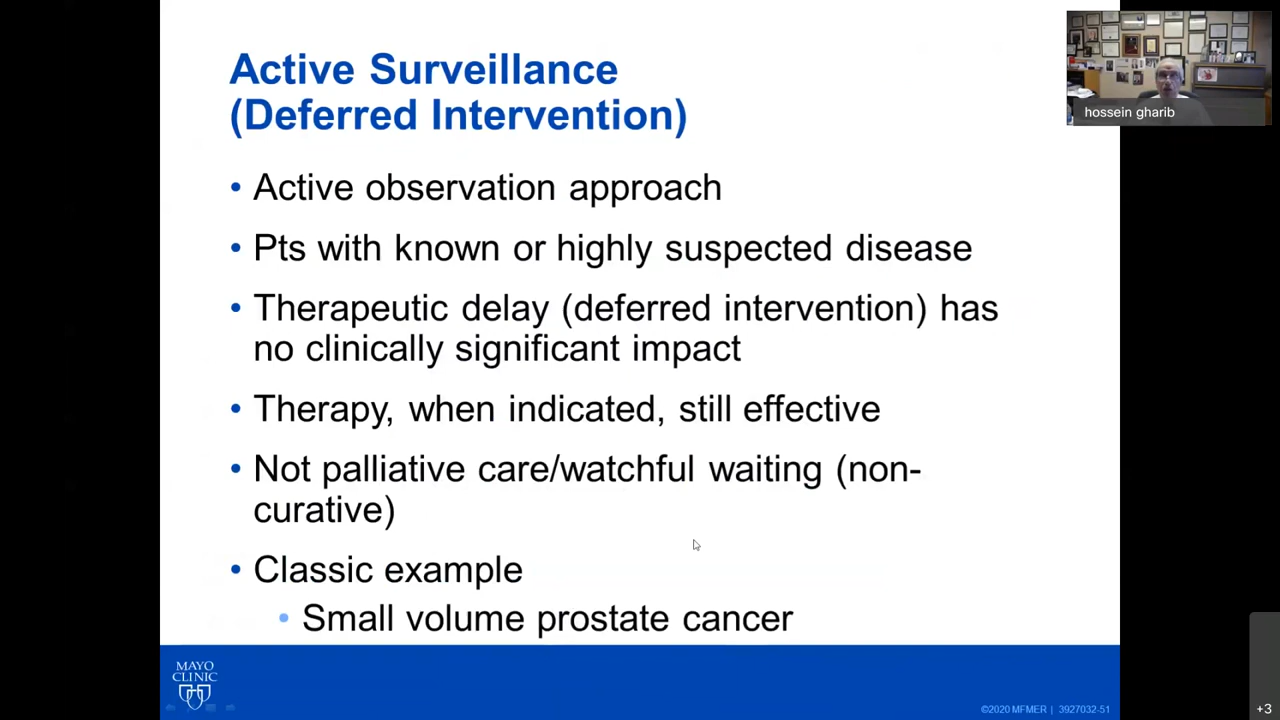 Active Surveillance
(Deferred Intervention)
hossein gharib
• Active observation approach
• Pts with known or highly suspected disease
• Therapeutic delay (deferred intervention) has
no clinically significant impact
• Therapy, when indicated, still effective
• Not palliative care/watchful waiting (non-
curative)
• Classic example
• Small volume prostate cancer
MAYO
CLINIC
©2020 MFMER | 3927032-51
+3